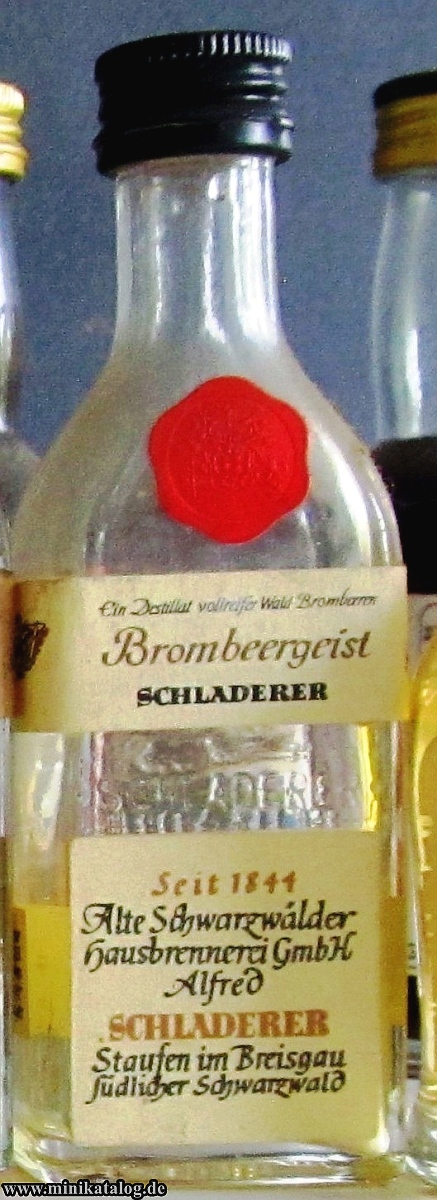 Ein Destillat vollreifer Wald Brombeeren
Brombeergeist
SCHLADERER
SCHLADERER
Seit 1844
Alte Schwarzwälder
Hausbrennerei GmbH
Alfred
SCHLADERER
Staufen im Breisgau
südlicher Schwarzwald
www.minikatalog.de